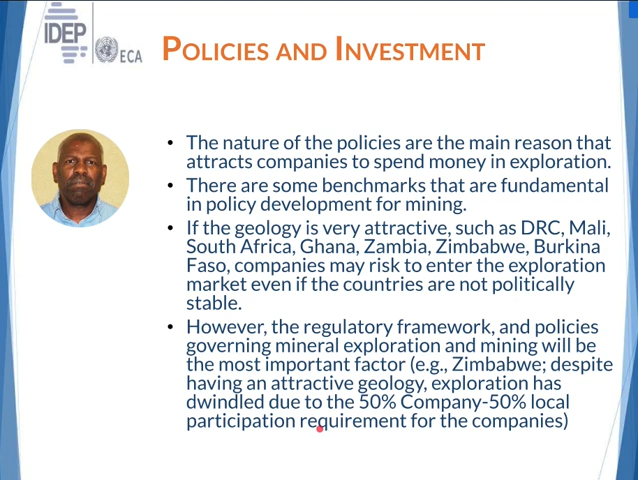 IDEP
ECA
POLICIES AND INVESTMENT
• The nature of the policies are the main reason that
attracts companies to spend money in exploration.
• There are some benchmarks that are fundamental
in policy development for mining.
• If the geology is very attractive, such as DRC, Mali,
South Africa, Ghana, Zambia, Zimbabwe, Burkina
Faso, companies may risk to enter the exploration
market even if the countries are not politically
stable.
• However, the regulatory framework, and policies
governing mineral exploration and mining will be
the most important factor (e.g., Zimbabwe; despite
having an attractive geology, exploration has
dwindled due to the 50% Company-50% local
participation requirement for the companies)